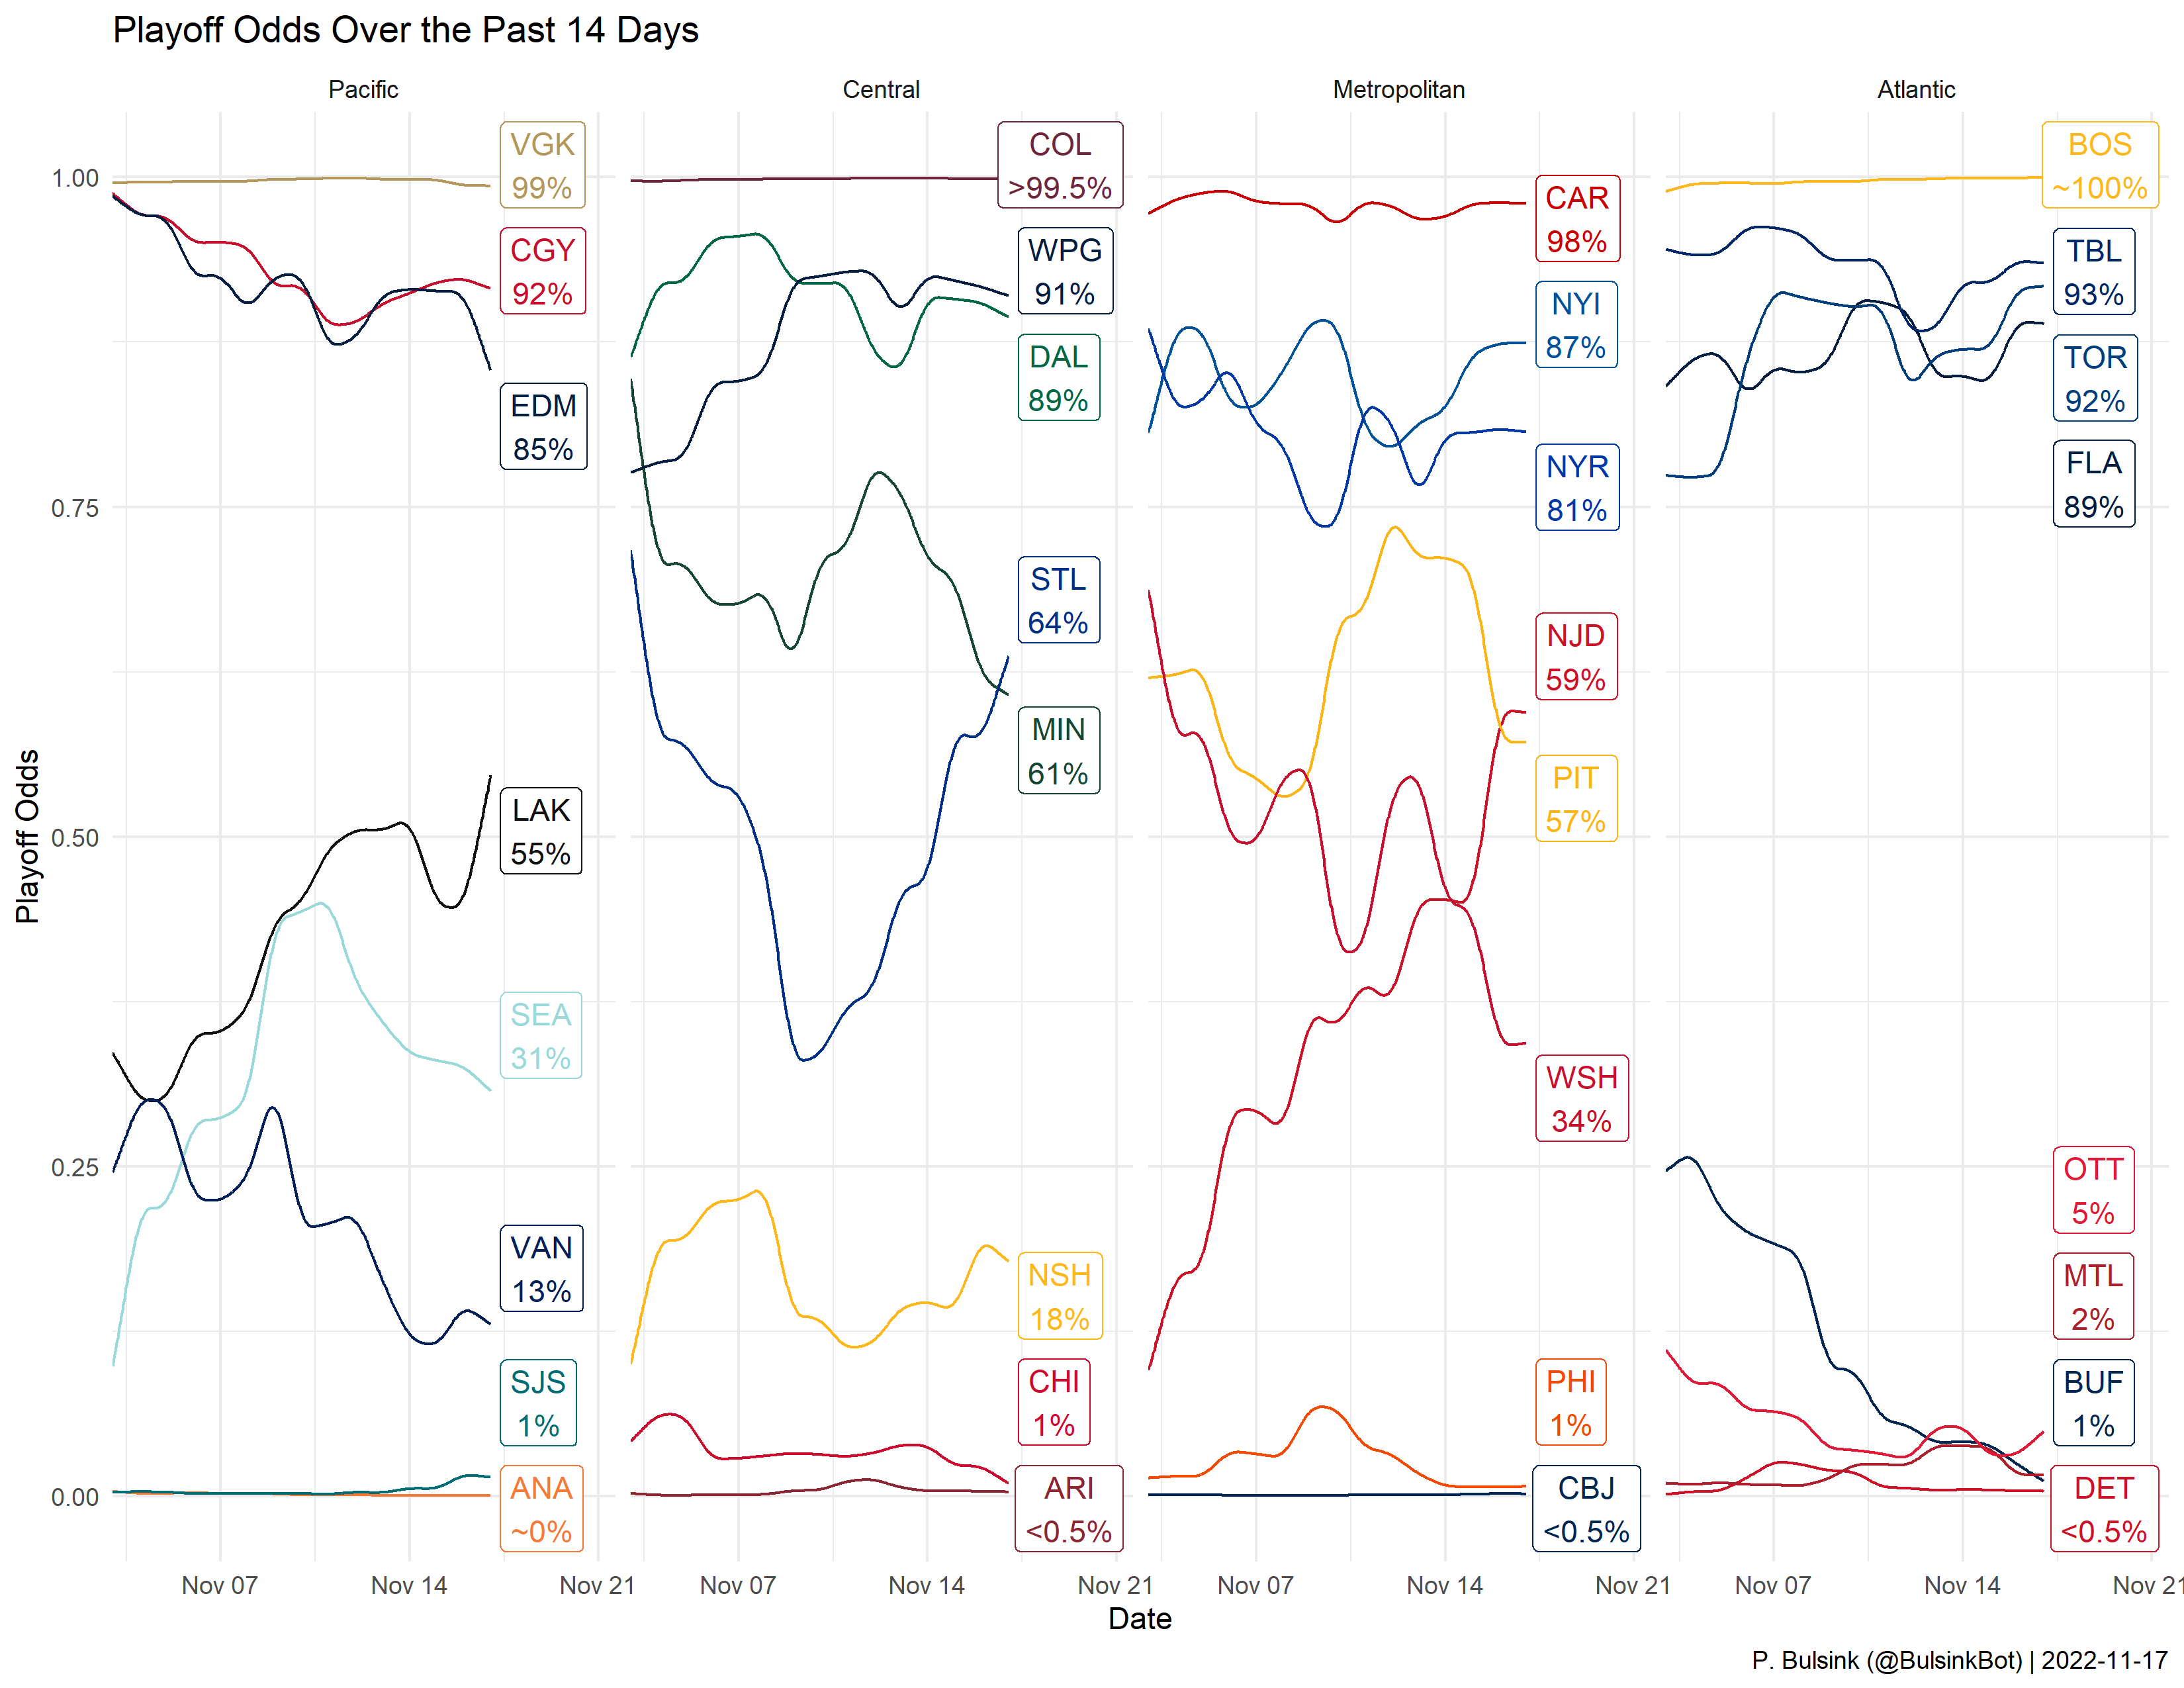 Playoff Odds Over the Past 14 Days
Pacific
Central
Metropolitan
Atlantic
Playoff Odds
1.00
0.75
0.50
0.25
0.00
VGK
99%
CGY
92%
EDM
85%
LAK
55%
SEA
31%
VAN
13%
SJS
1%
ANA
~0%
COL
>99.5%
WPG
91%
DAL
89%
STL
64%
MIN
61%
NSH
18%
CHI
1%
ARI
<0.5%
CAR
98%
NYI
87%
NYR
81%
NJD
59%
PIT
57%
WSH
34%
PHI
1%
CBJ
<0.5%
BOS
~100%
TBL
93%
TOR
92%
FLA
89%
OTT
5%
MTL
2%
BUF
1%
DET
<0.5%
Nov 07 Nov 14 Nov 21 Nov 07 Nov 14 Nov 21 Nov 07 Nov 14 Nov 21 Nov 07 Nov 14 Nov 21
Date
P. Bulsink (@BulsinkBot) | 2022-11-17